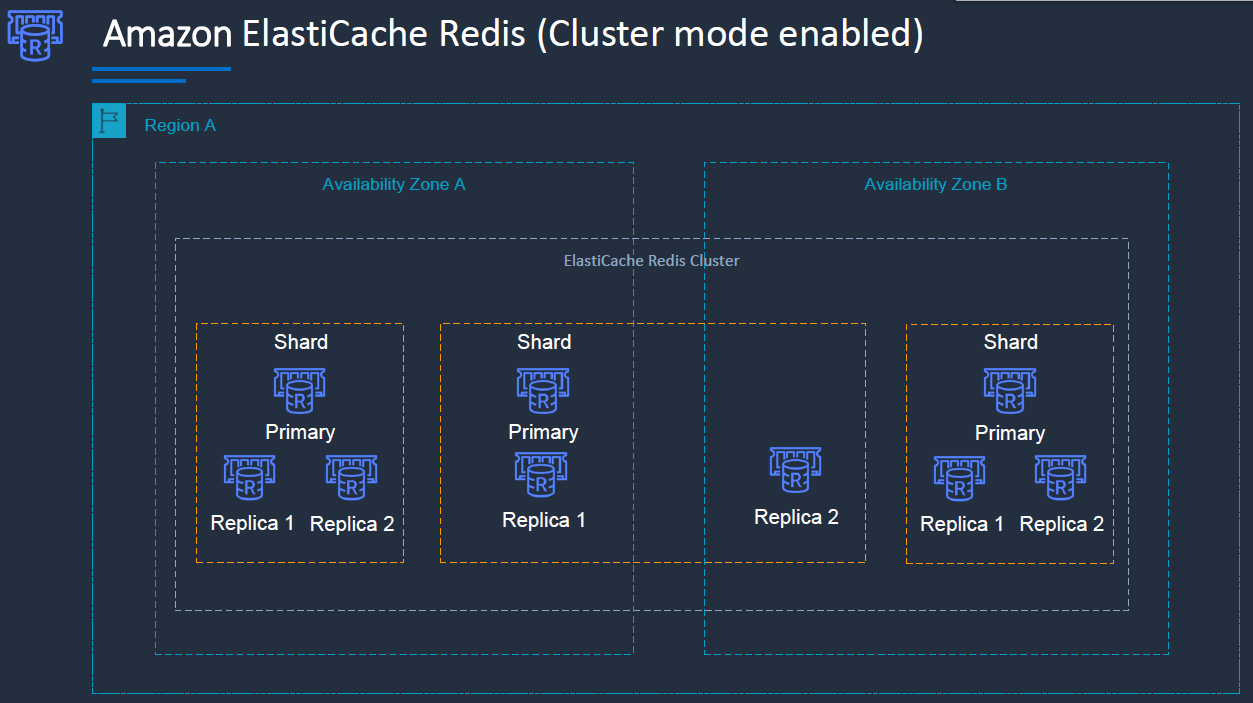 Amazon ElastiCache Redis (Cluster mode enabled)
Region A
Availability Zone A
Availability Zone B
ElastiCache Redis Cluster
Shard
R
Primary
R
R
Replica 1
Replica 2
Shard
R
Primary
R
Replica 1
R
Replica 2
Shard
R
Primary
R
R
Replica 1
Replica 2
R